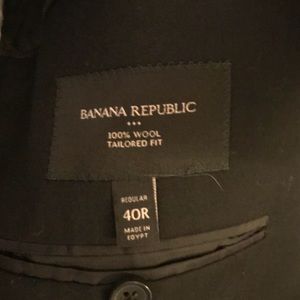 BANANA REPUBLIC
100% WOOL
TAILORED FIT
REGULAR
40R
MADE IN
EGYPT